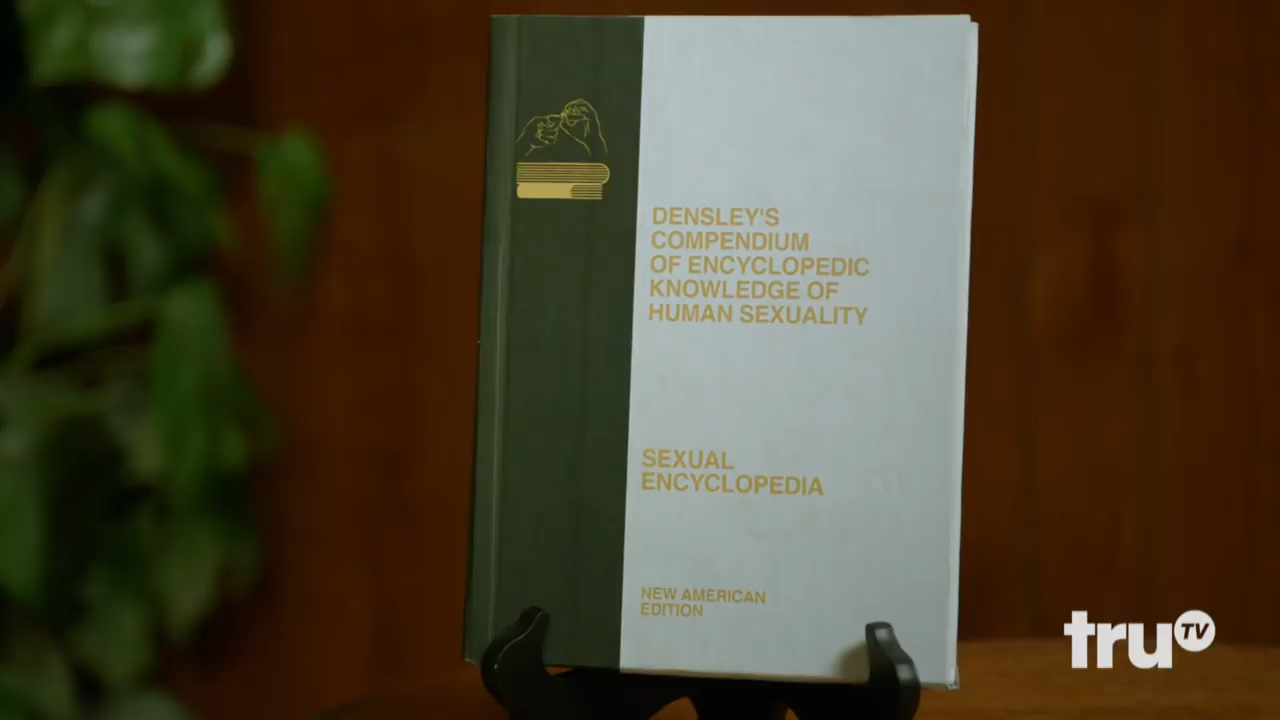 DENSLEY'S
COMPENDIUM
OF ENCYCLOPEDIC
KNOWLEDGE OF
HUMAN SEXUALITY
SEXUAL
ENCYCLOPEDIA
NEW AMERICAN
EDITION
truTV